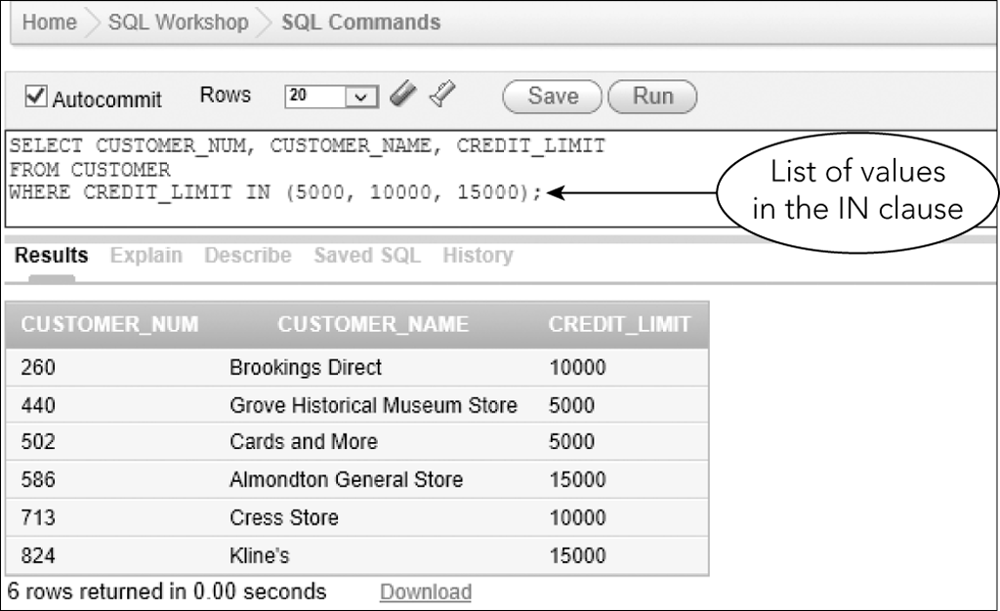 Home SQL Workshop SQL Commands
Autocommit Rows 20 Save Run
SELECT CUSTOMER_NUM, CUSTOMER_NAME, CREDIT_LIMIT
FROM CUSTOMER
WHERE CREDIT_LIMIT IN (5000, 10000, 15000);
List of values
in the IN clause
Results Explain Describe Saved SQL History
CUSTOMER_NUM CUSTOMER_NAME CREDIT_LIMIT
260 Brookings Direct 10000
440 Grove Historical Museum Store 5000
502 Cards and More 5000
586 Almondton General Store 15000
713 Cress Store 10000
824 Kline's 15000
6 rows returned in 0.00 seconds Download